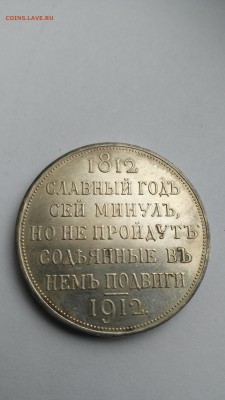 COINS.LAVE.RU
1812
СЛАВНЫЙ ГОДЪ
СЕЙ МИНУЛЪ,
НО НЕ ПРОЙДУТЪ
СОДѢЯННЫЕ ВЪ
НЕМЪ ПОДВИГИ
1912.